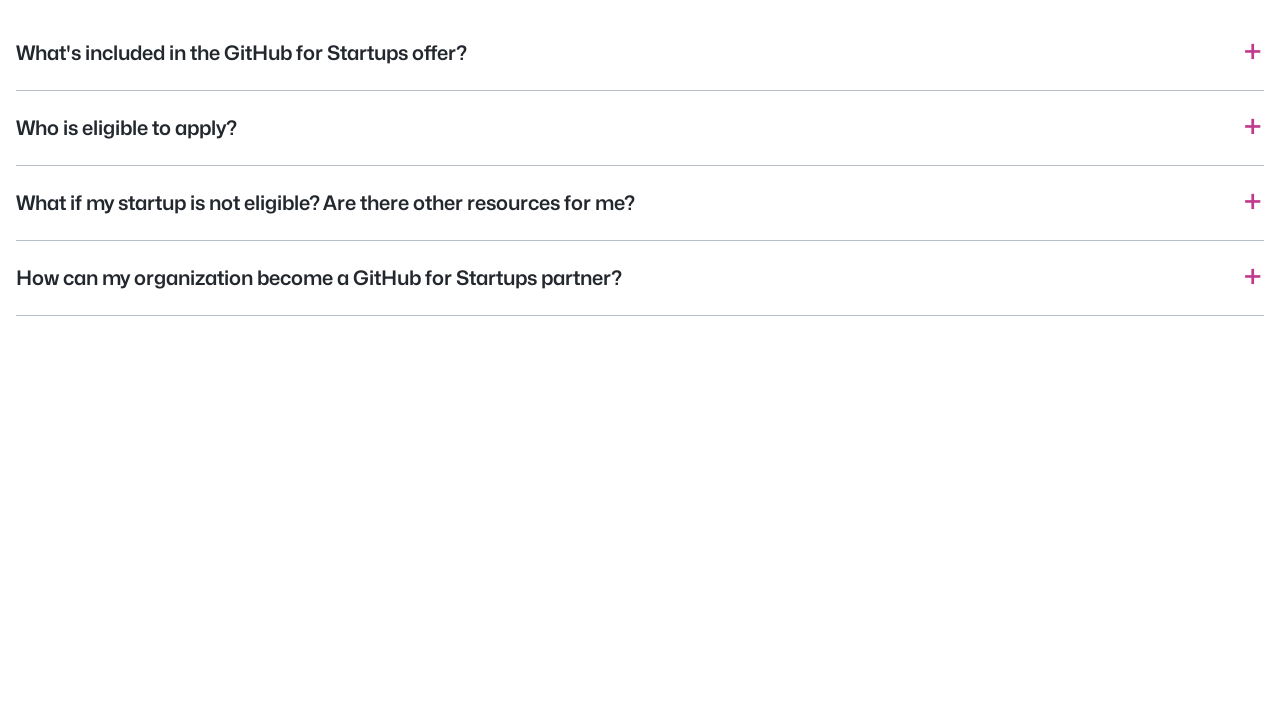 What's included in the GitHub for Startups offer?
Who is eligible to apply?
What if my startup is not eligible? Are there other resources for me?
How can my organization become a GitHub for Startups partner?